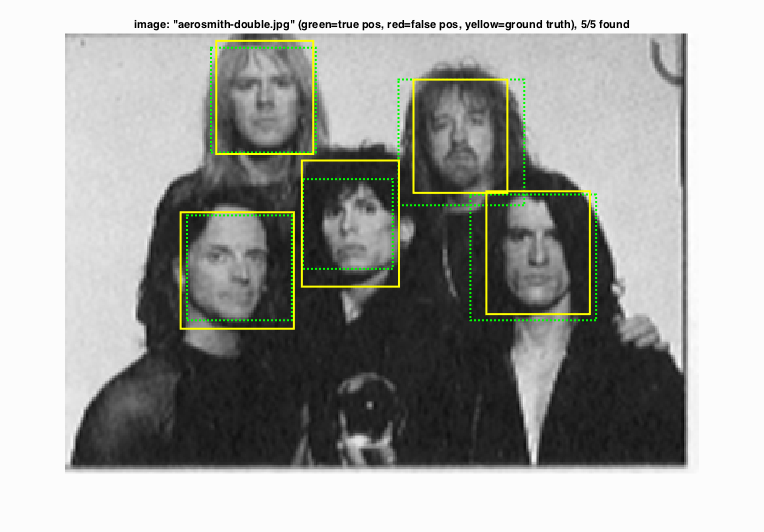 image: "aerosmith-double.jpg" (green=true pos, red=false pos, yellow=ground truth), 5/5 found